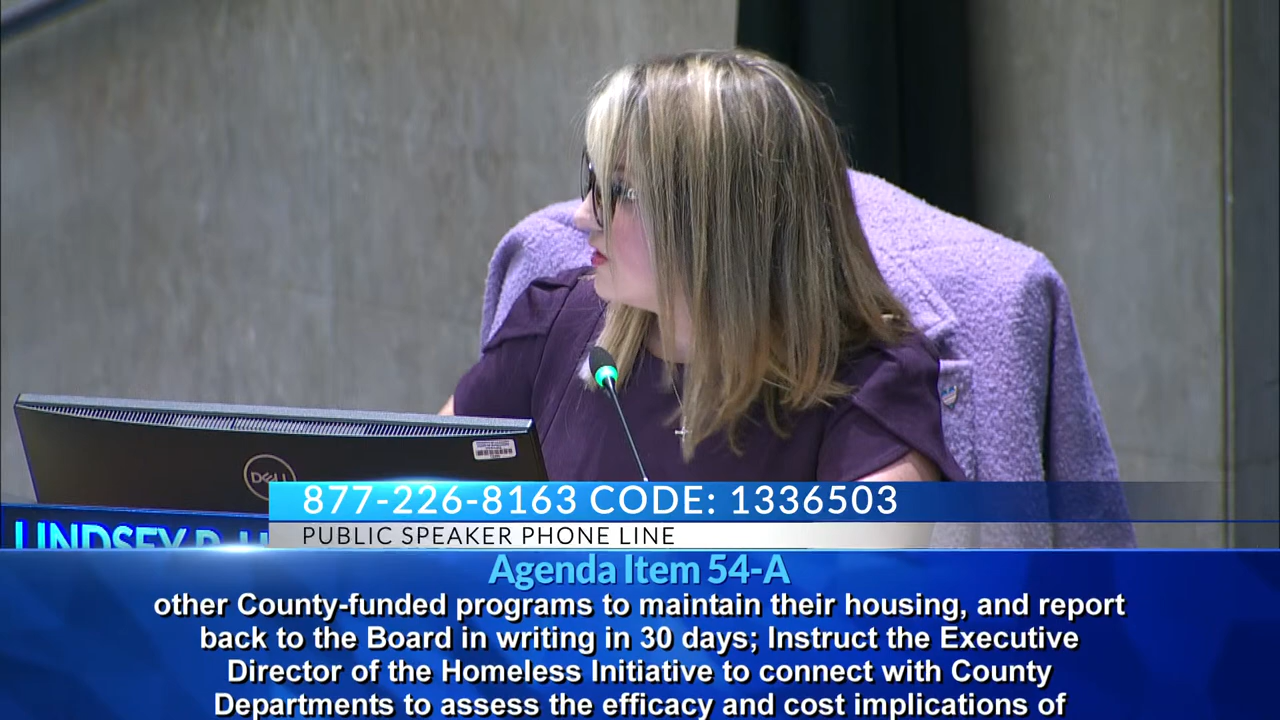 DELL
877-226-8163 CODE: 1336503
PUBLIC SPEAKER PHONE LINE
LINDSEY P. H
Agenda Item 54-A
other County-funded programs to maintain their housing, and report
back to the Board in writing in 30 days; Instruct the Executive
Director of the Homeless Initiative to connect with County
Departments to assess the efficacy and cost implications of